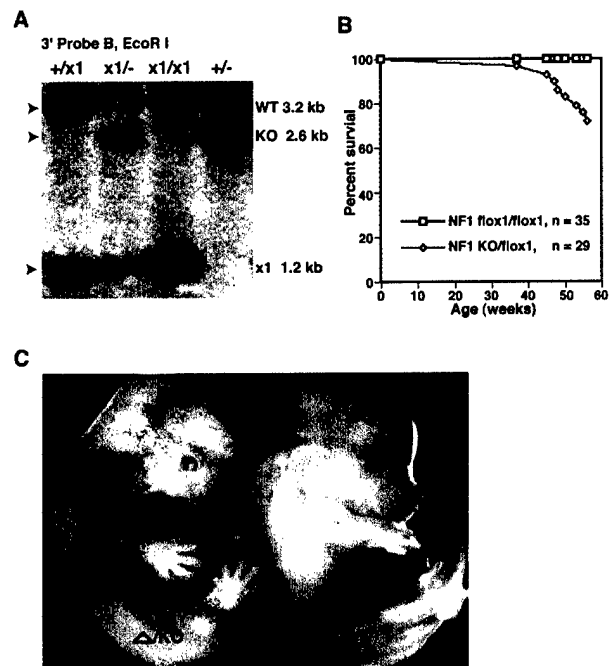 A
3' Probe B, EcoR I
+/x1 x1/- x1/x1 +/-
WT 3.2 kb
KO 2.6 kb
x1 1.2 kb
B
Percent survial
100
80
60
40
20
0
NF1 flox1/flox1, n = 35
NF1 KO/flox1, n = 29
0 10 20 30 40 50 60
Age (weeks)
C
Δ/KO